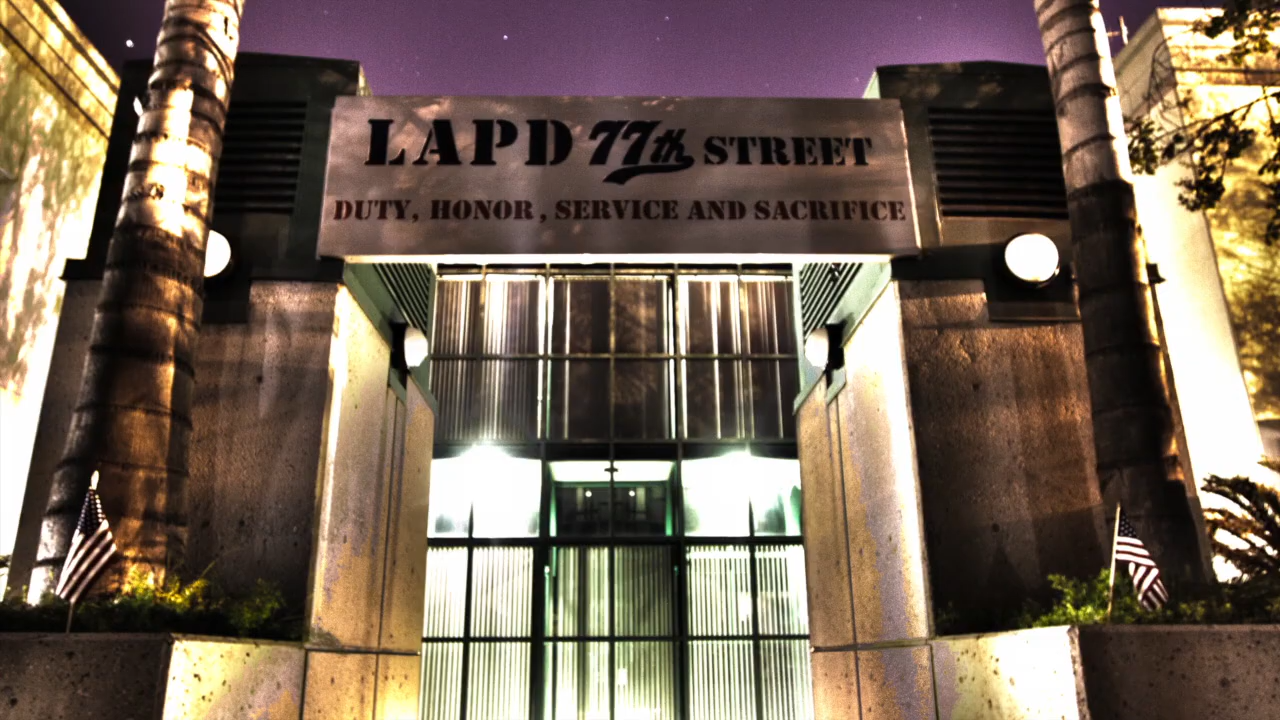 LAPD 77th STREET
DUTY, HONOR, SERVICE AND SACRIFICE